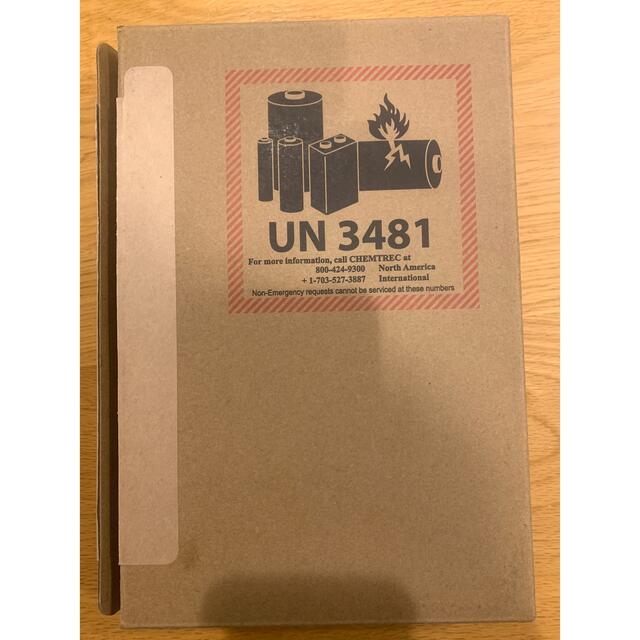 UN 3481
For more information, call CHEMTREC at
800-424-9300 North America
+ 1-703-527-3887 International
Non-Emergency requests cannot be serviced at these numbers